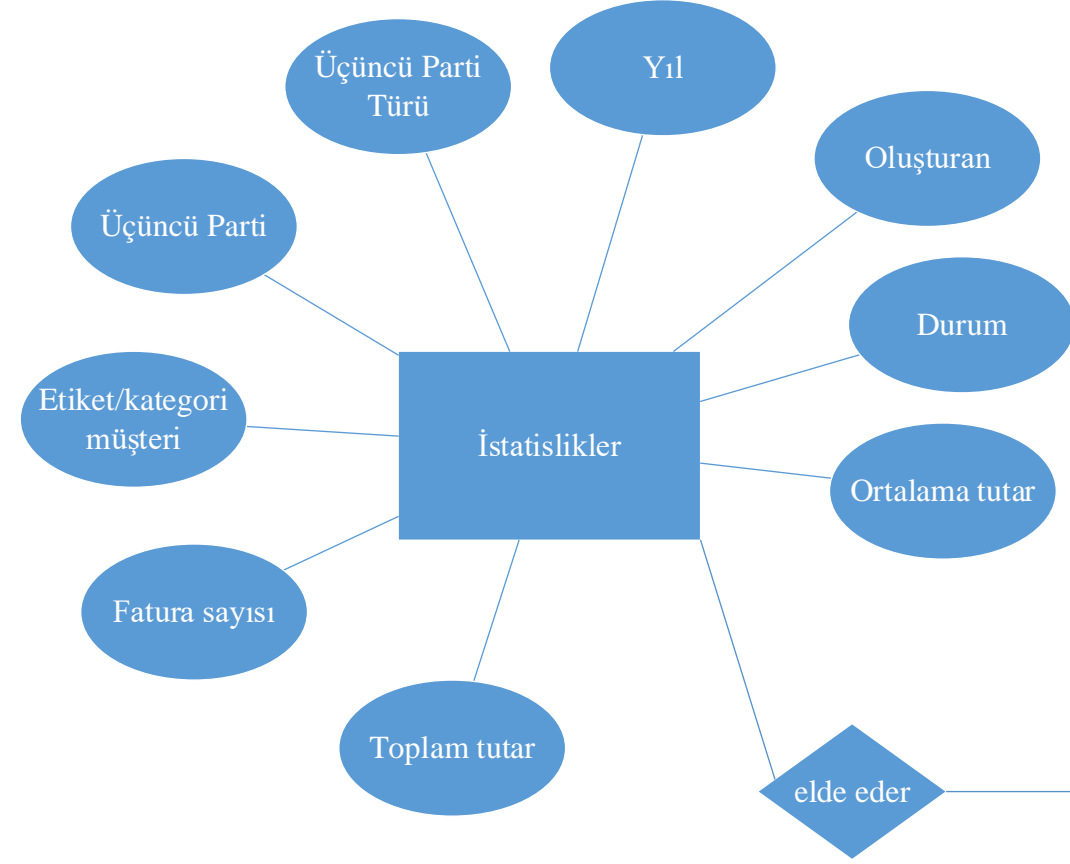 Üçüncü Parti
Türü
Yıl
Oluşturan
Üçüncü Parti
Durum
Etiket/kategori
müşteri
İstatislikler
Ortalama tutar
Fatura sayısı
Toplam tutar
elde eder